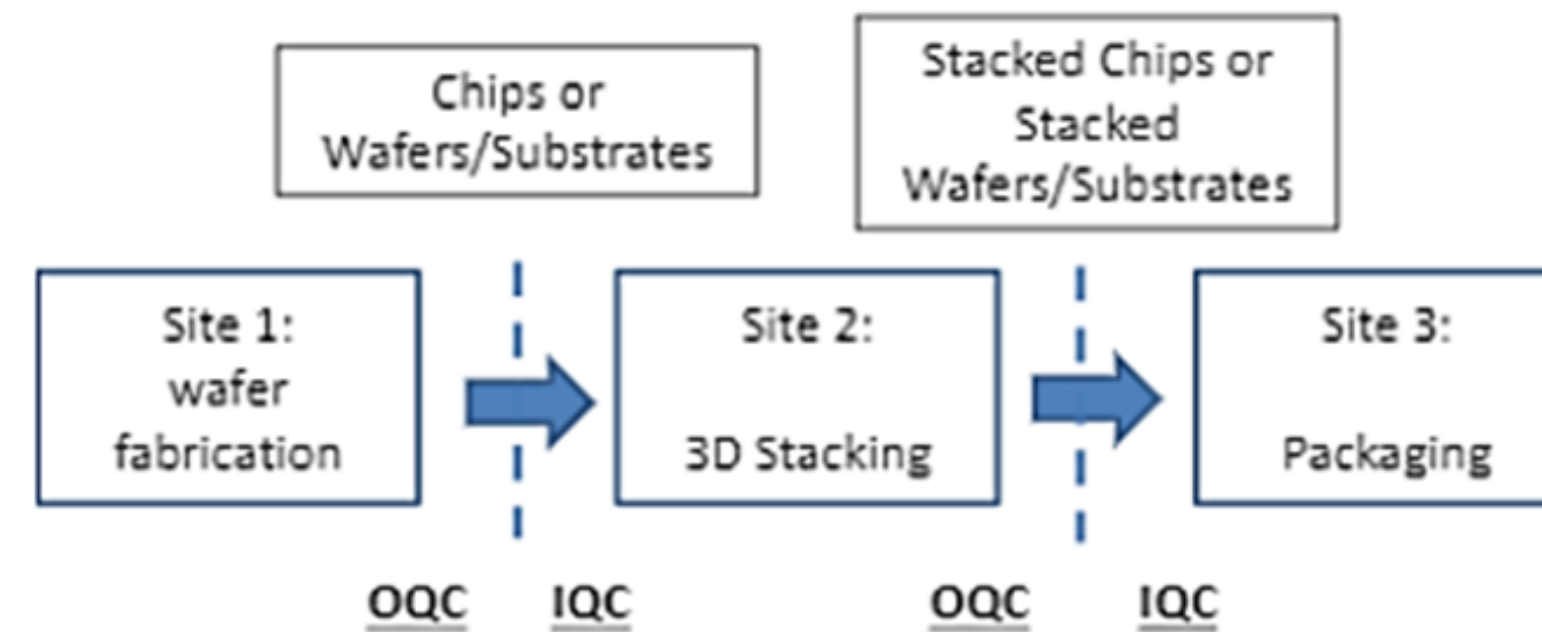 Chips or
Wafers/Substrates
Stacked Chips or
Stacked
Wafers/Substrates
Site 1:
wafer
fabrication
Site 2:
3D Stacking
Site 3:
Packaging
OQC
IQC
OQC
IQC